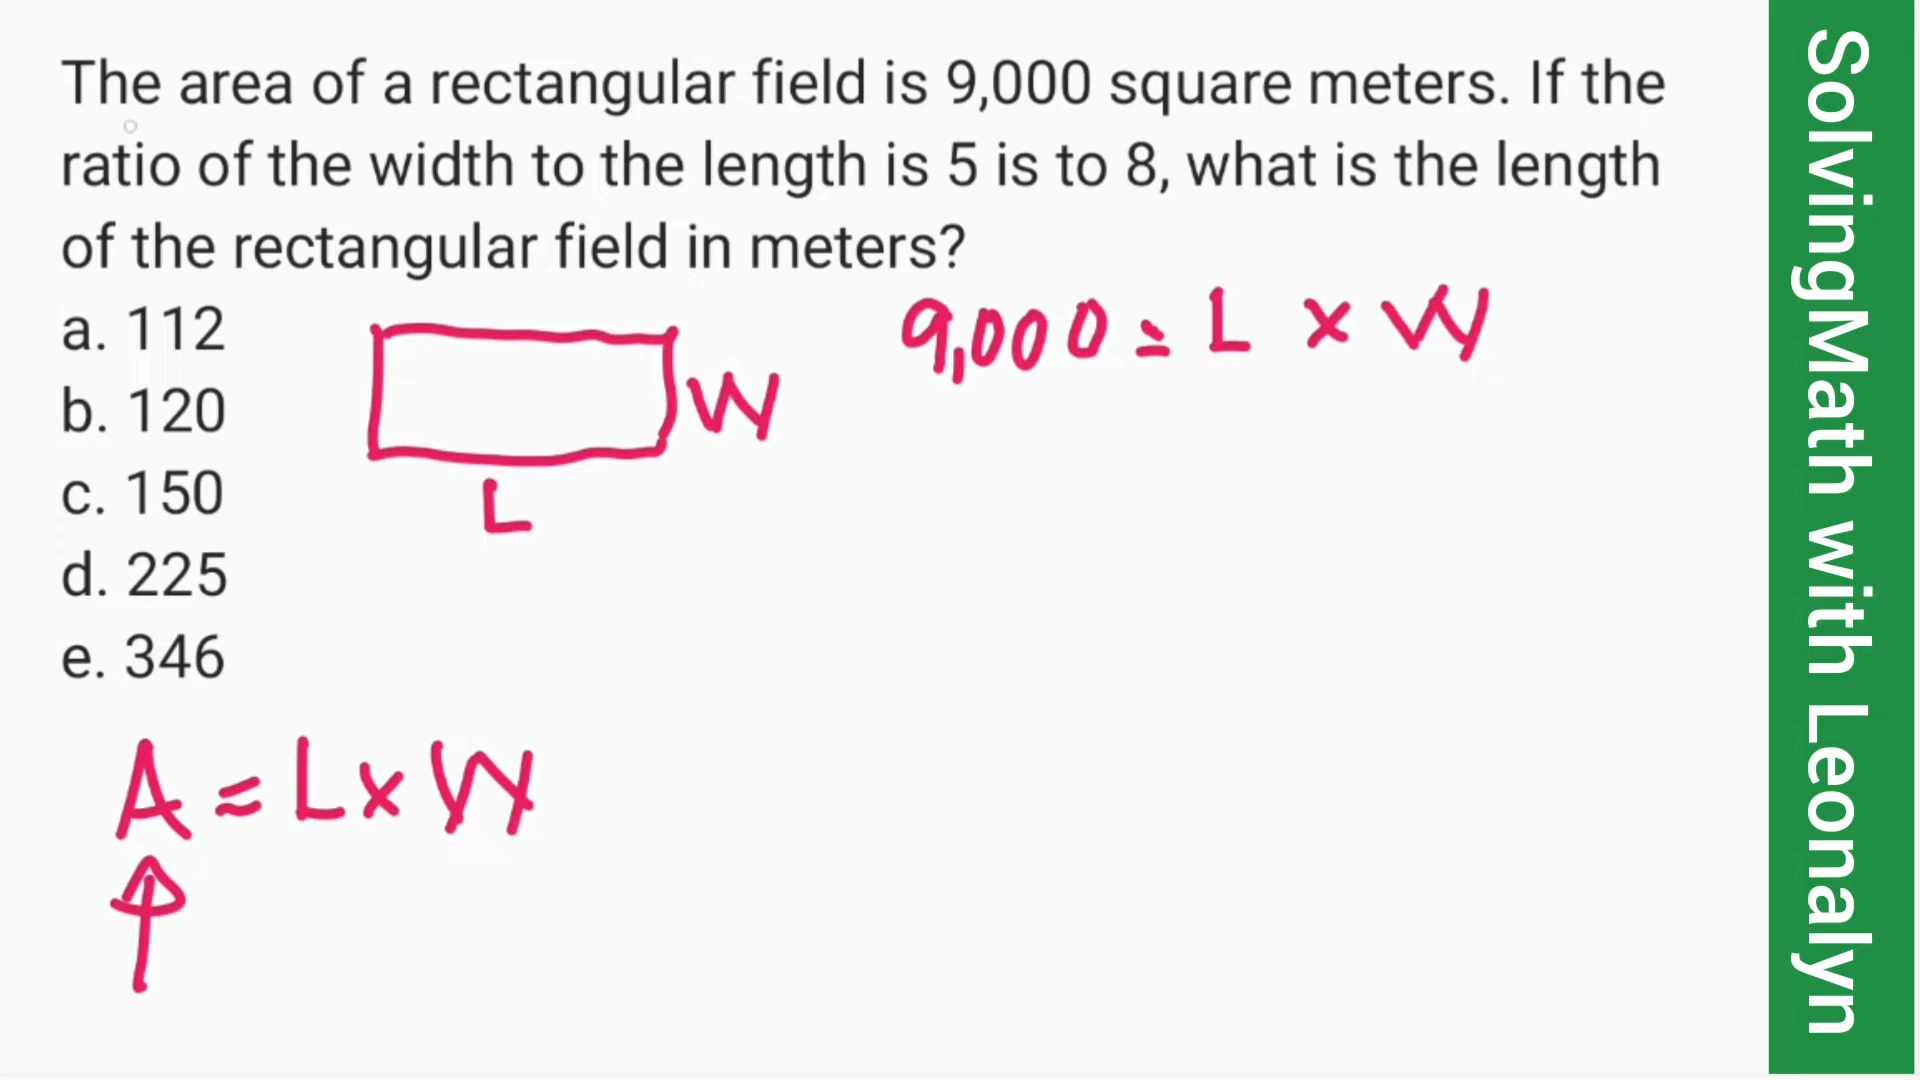 The area of a rectangular field is 9,000 square meters. If the
ratio of the width to the length is 5 is to 8, what is the length
of the rectangular field in meters?
a. 112
b. 120
c. 150
d. 225
e. 346
9,000 = L x W
W
L
A = L x W
SolvingMath with Leonalyn